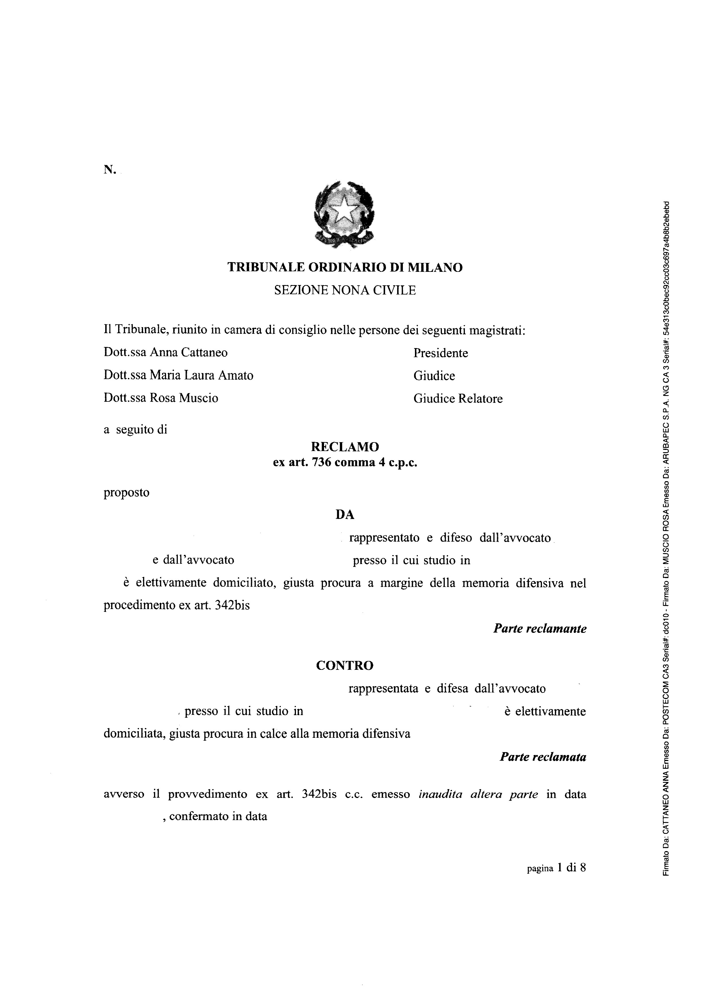 N.
TRIBUNALE ORDINARIO DI MILANO
SEZIONE NONA CIVILE
Il Tribunale, riunito in camera di consiglio nelle persone dei seguenti magistrati:
Dott.ssa Anna Cattaneo Presidente
Dott.ssa Maria Laura Amato Giudice
Dott.ssa Rosa Muscio Giudice Relatore
a seguito di
RECLAMO
ex art. 736 comma 4 c.p.c.
proposto
DA
rappresentato e difeso dall'avvocato
e dall'avvocato presso il cui studio in
è elettivamente domiciliato, giusta procura a margine della memoria difensiva nel
procedimento ex art. 342bis
Parte reclamante
CONTRO
rappresentata e difesa dall'avvocato
, presso il cui studio in è elettivamente
domiciliata, giusta procura in calce alla memoria difensiva
Parte reclamata
avverso il provvedimento ex art. 342bis c.c. emesso inaudita altera parte in data
, confermato in data
pagina 1 di 8
Firmato Da: CATTANEO ANNA Emesso Da: POSTECOM CA3 Serial#: dc010 - Firmato Da: MUSCIO ROSA Emesso Da: ARUBAPEC S.P.A. NG CA 3 Serial#: 54e313c0bec92cc03c697a4b8b2ebebd